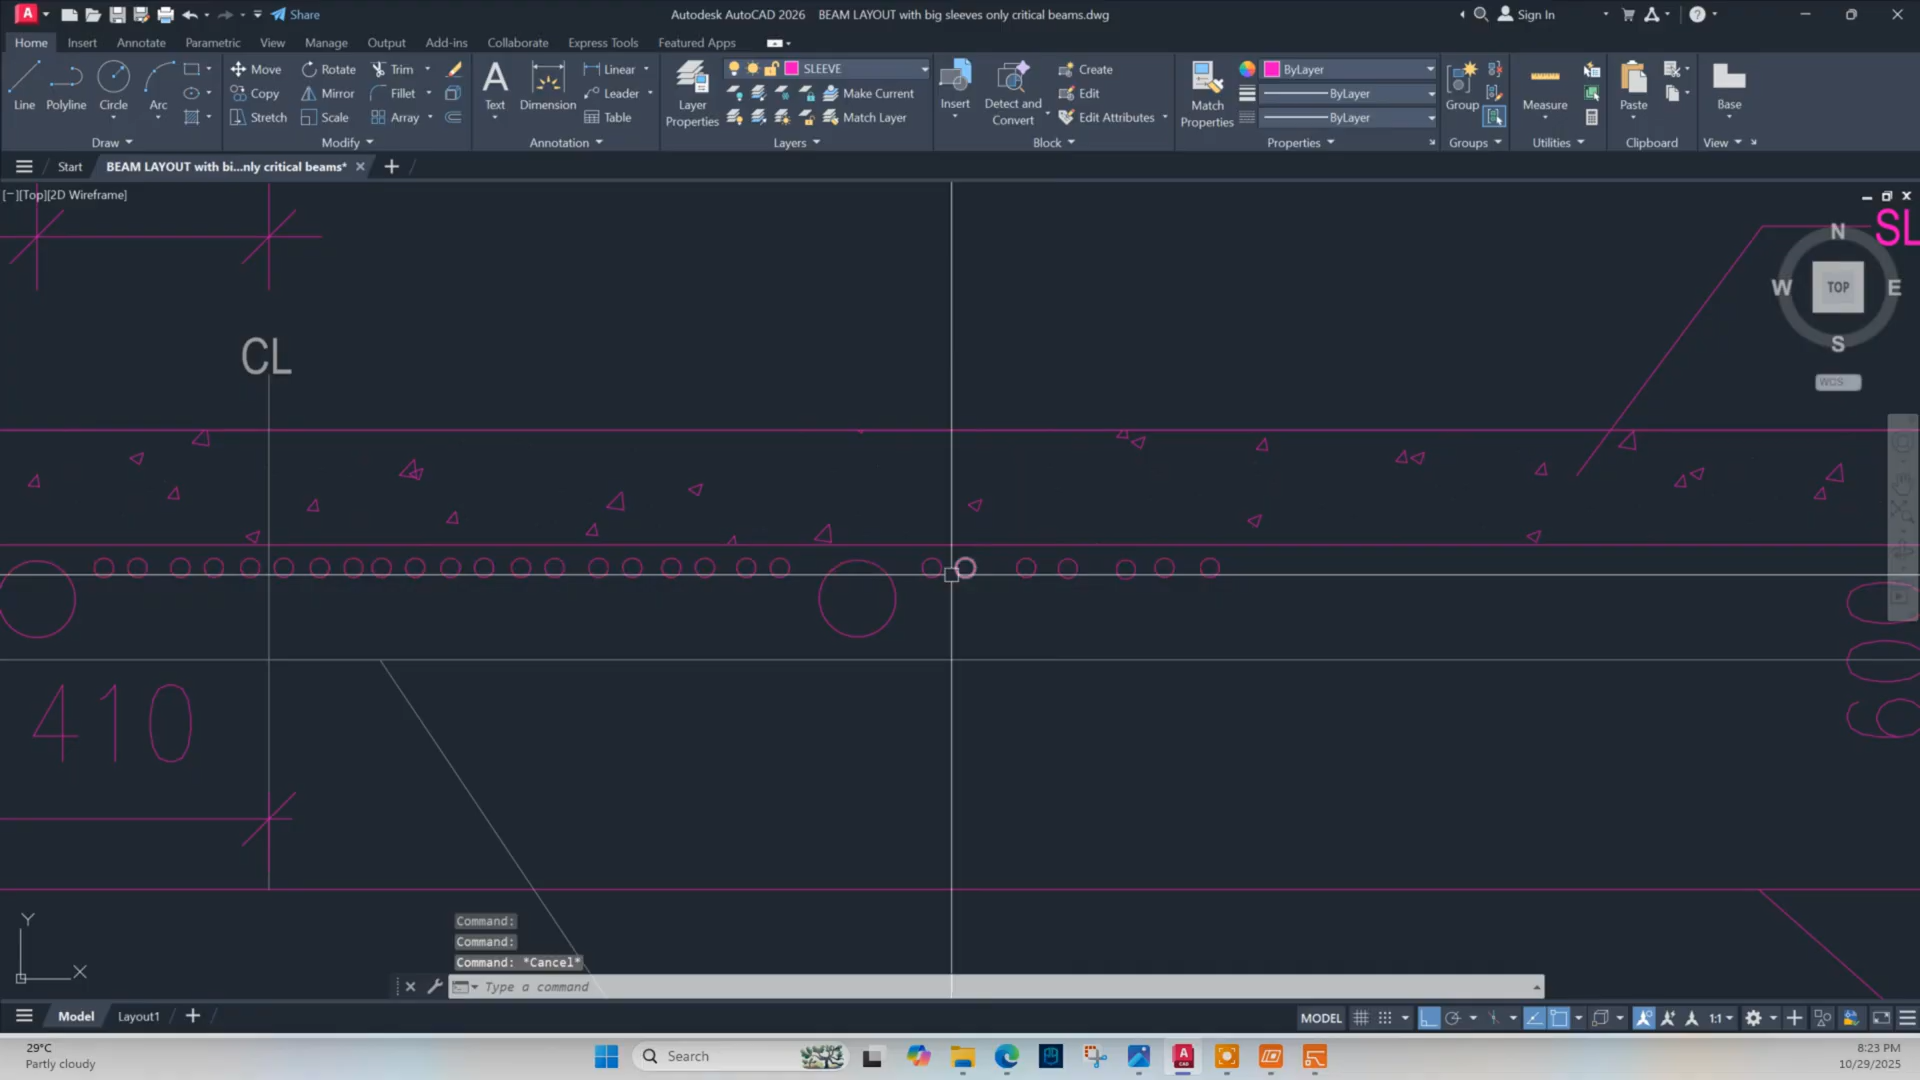 Share
Autodesk AutoCAD 2026 BEAM LAYOUT with big sleeves only critical beams.dwg
Sign In
Home Insert Annotate Parametric View Manage Output Add-ins Collaborate Express Tools Featured Apps
Line Polyline Circle Arc
Move Rotate Trim
Copy Mirror Fillet
Stretch Scale Array
Text Dimension
Linear
Leader
Table
Layer Properties
SLEEVE
Make Current
Match Layer
Insert Detect and Convert
Create
Edit
Edit Attributes
Match Properties
ByLayer
ByLayer
ByLayer
Group Measure Paste Base
Draw Modify Annotation Layers Block Properties Groups Utilities Clipboard View
Start BEAM LAYOUT with bi...nly critical beams*
[−][Top][2D Wireframe]
SL
N
W TOP E
S
WCS
CL
410
Y
X
Command:
Command:
Command: *Cancel*
Type a command
Model Layout1
MODEL 1:1
29°C
Partly cloudy
Search
8:23 PM
10/29/2025